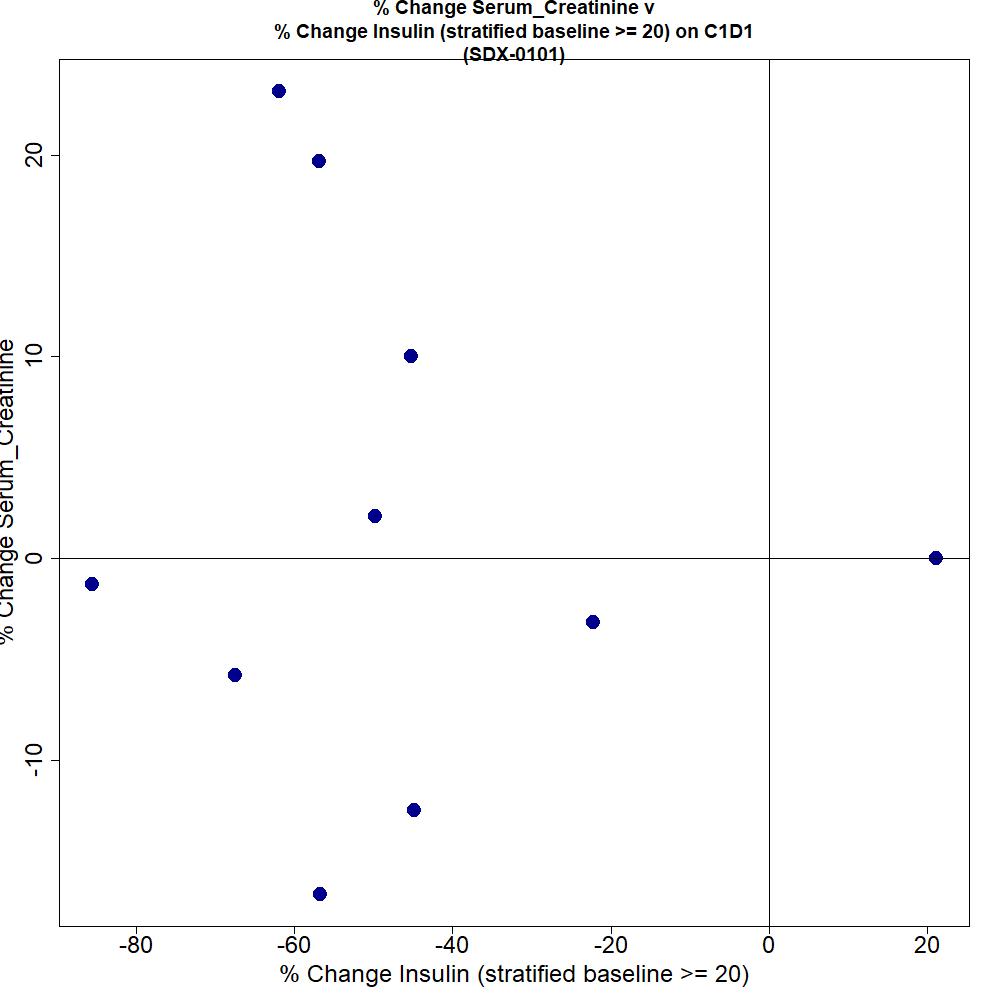 % Change Serum_Creatinine v
% Change Insulin (stratified baseline >= 20) on C1D1
(SDX-0101)
% Change Serum_Creatinine
20
10
0
-10
-80
-60
-40
-20
0
20
% Change Insulin (stratified baseline >= 20)